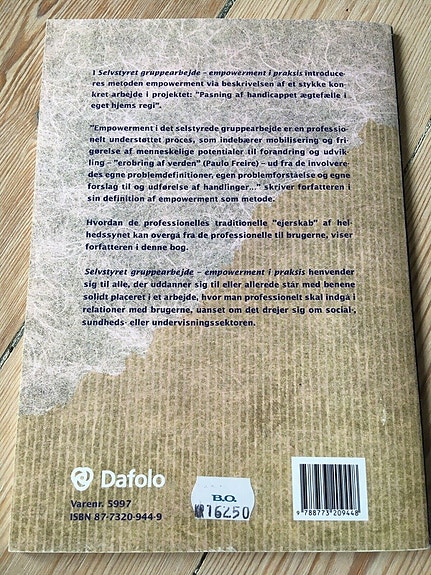 I Selvstyret gruppearbejde – empowerment i praksis introduce-
res metoden empowerment via beskrivelsen af et stykke kon-
kret arbejde i projektet: "Pasning af handicappet ægtefælle i
eget hjems regi".
"Empowerment i det selvstyrede gruppearbejde er en professio-
nelt understøttet proces, som indebærer mobilisering og fri-
gørelse af menneskelige potentialer til forandring og udvik-
ling – "erobring af verden" (Paulo Freire) – ud fra de involvere-
des egne problemdefinitioner, egen problemforståelse og egne
forslag til og udførelse af handlinger..." skriver forfatteren i
sin definition af empowerment som metode.
Hvordan de professionelles traditionelle "ejerskab" af hel-
hedssynet kan overgå fra de professionelle til brugerne, viser
forfatteren i denne bog.
Selvstyret gruppearbejde – empowerment i praksis henvender
sig til alle, der uddanner sig til eller allerede står med benene
solidt placeret i et arbejde, hvor man professionelt skal indgå i
relationer med brugerne, uanset om det drejer sig om social-,
sundheds- eller undervisningssektoren.
Dafolo
Varenr. 5997
ISBN 87-7320-944-9
B.O.
KR 162.50
9 788773 209448